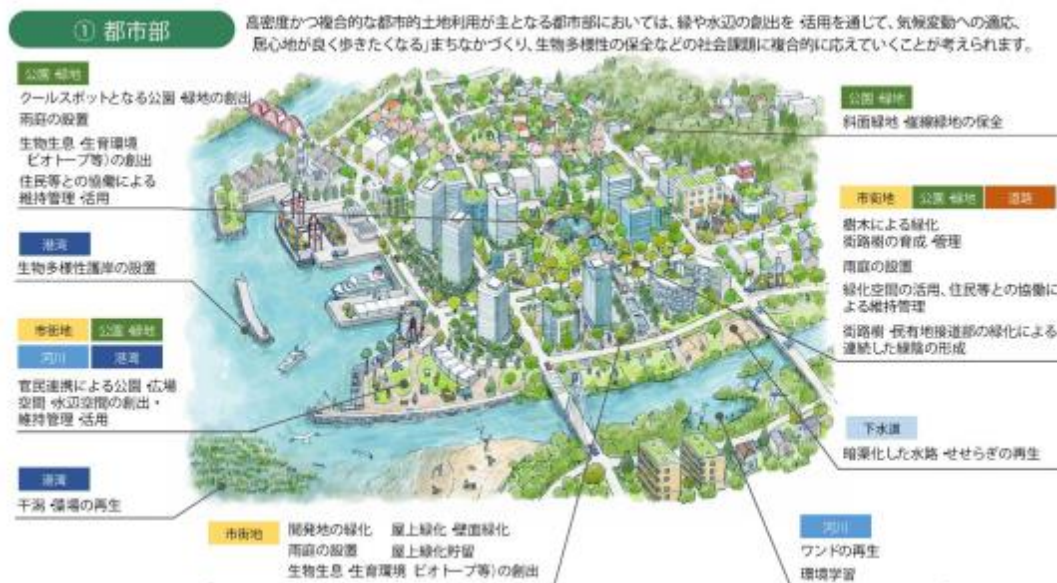 ① 都市部
高密度かつ複合的な都市的土地利用が主となる都市部においては、緑や水辺の創出を・活用を通じて、気候変動への適応、
居心地が良く歩きたくなる」まちなかづくり、生物多様性の保全などの社会課題に複合的に応えていくことが考えられます。
公園・緑地
クールスポットとなる公園・緑地の創出
雨庭の設置
生物生息・生育環境
ビオトープ等)の創出
住民等との協働による
維持管理・活用
港湾
生物多様性護岸の設置
市街地 公園・緑地
河川 港湾
官民連携による公園・広場
空間・水辺空間の創出・
維持管理・活用
港湾
干潟・藻場の再生
公園・緑地
斜面緑地・崖線緑地の保全
市街地 公園・緑地 道路
樹木による緑化
街路樹の育成・管理
雨庭の設置
緑化空間の活用、住民等との協働に
よる維持管理
街路樹・民有地接道部の緑化による
連続した緑陰の形成
下水道
暗渠化した水路・せせらぎの再生
市街地
開発地の緑化 屋上緑化・壁面緑化
雨庭の設置 屋上緑化貯留
生物生息・生育環境 ビオトープ等)の創出
河川
ワンドの再生
環境学習